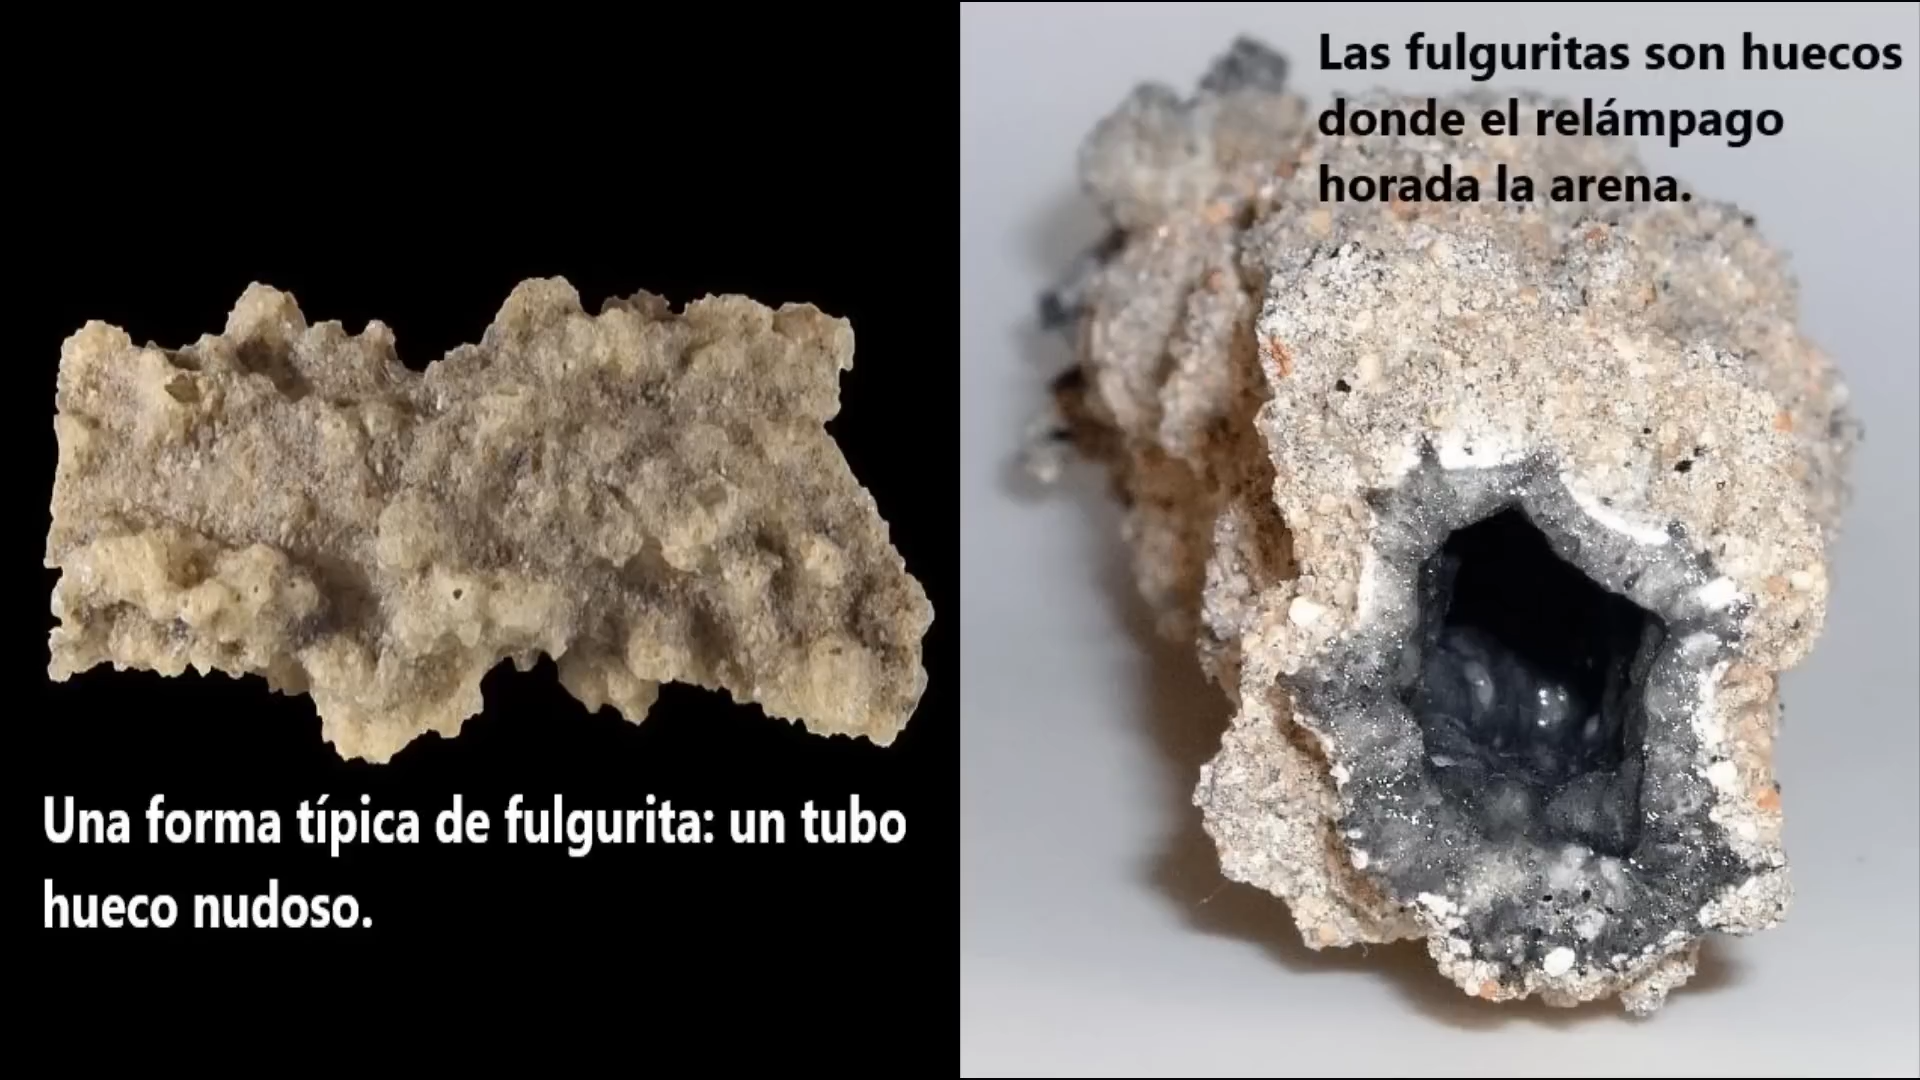 Una forma típica de fulgurita: un tubo
hueco nudoso.
Las fulguritas son huecos
donde el relámpago
horada la arena.